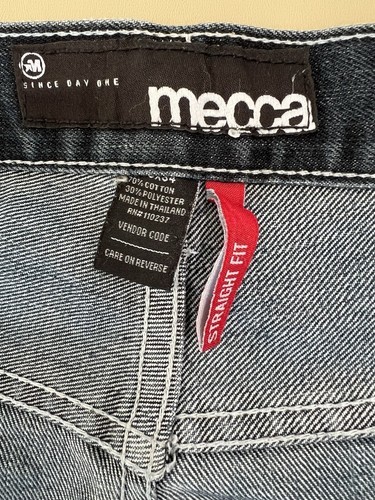 M
SINCE DAY ONE
mecca
70% COTTON
30% POLYESTER
MADE IN THAILAND
RN# 110237
VENDOR CODE
CARE ON REVERSE
STRAIGHT FIT